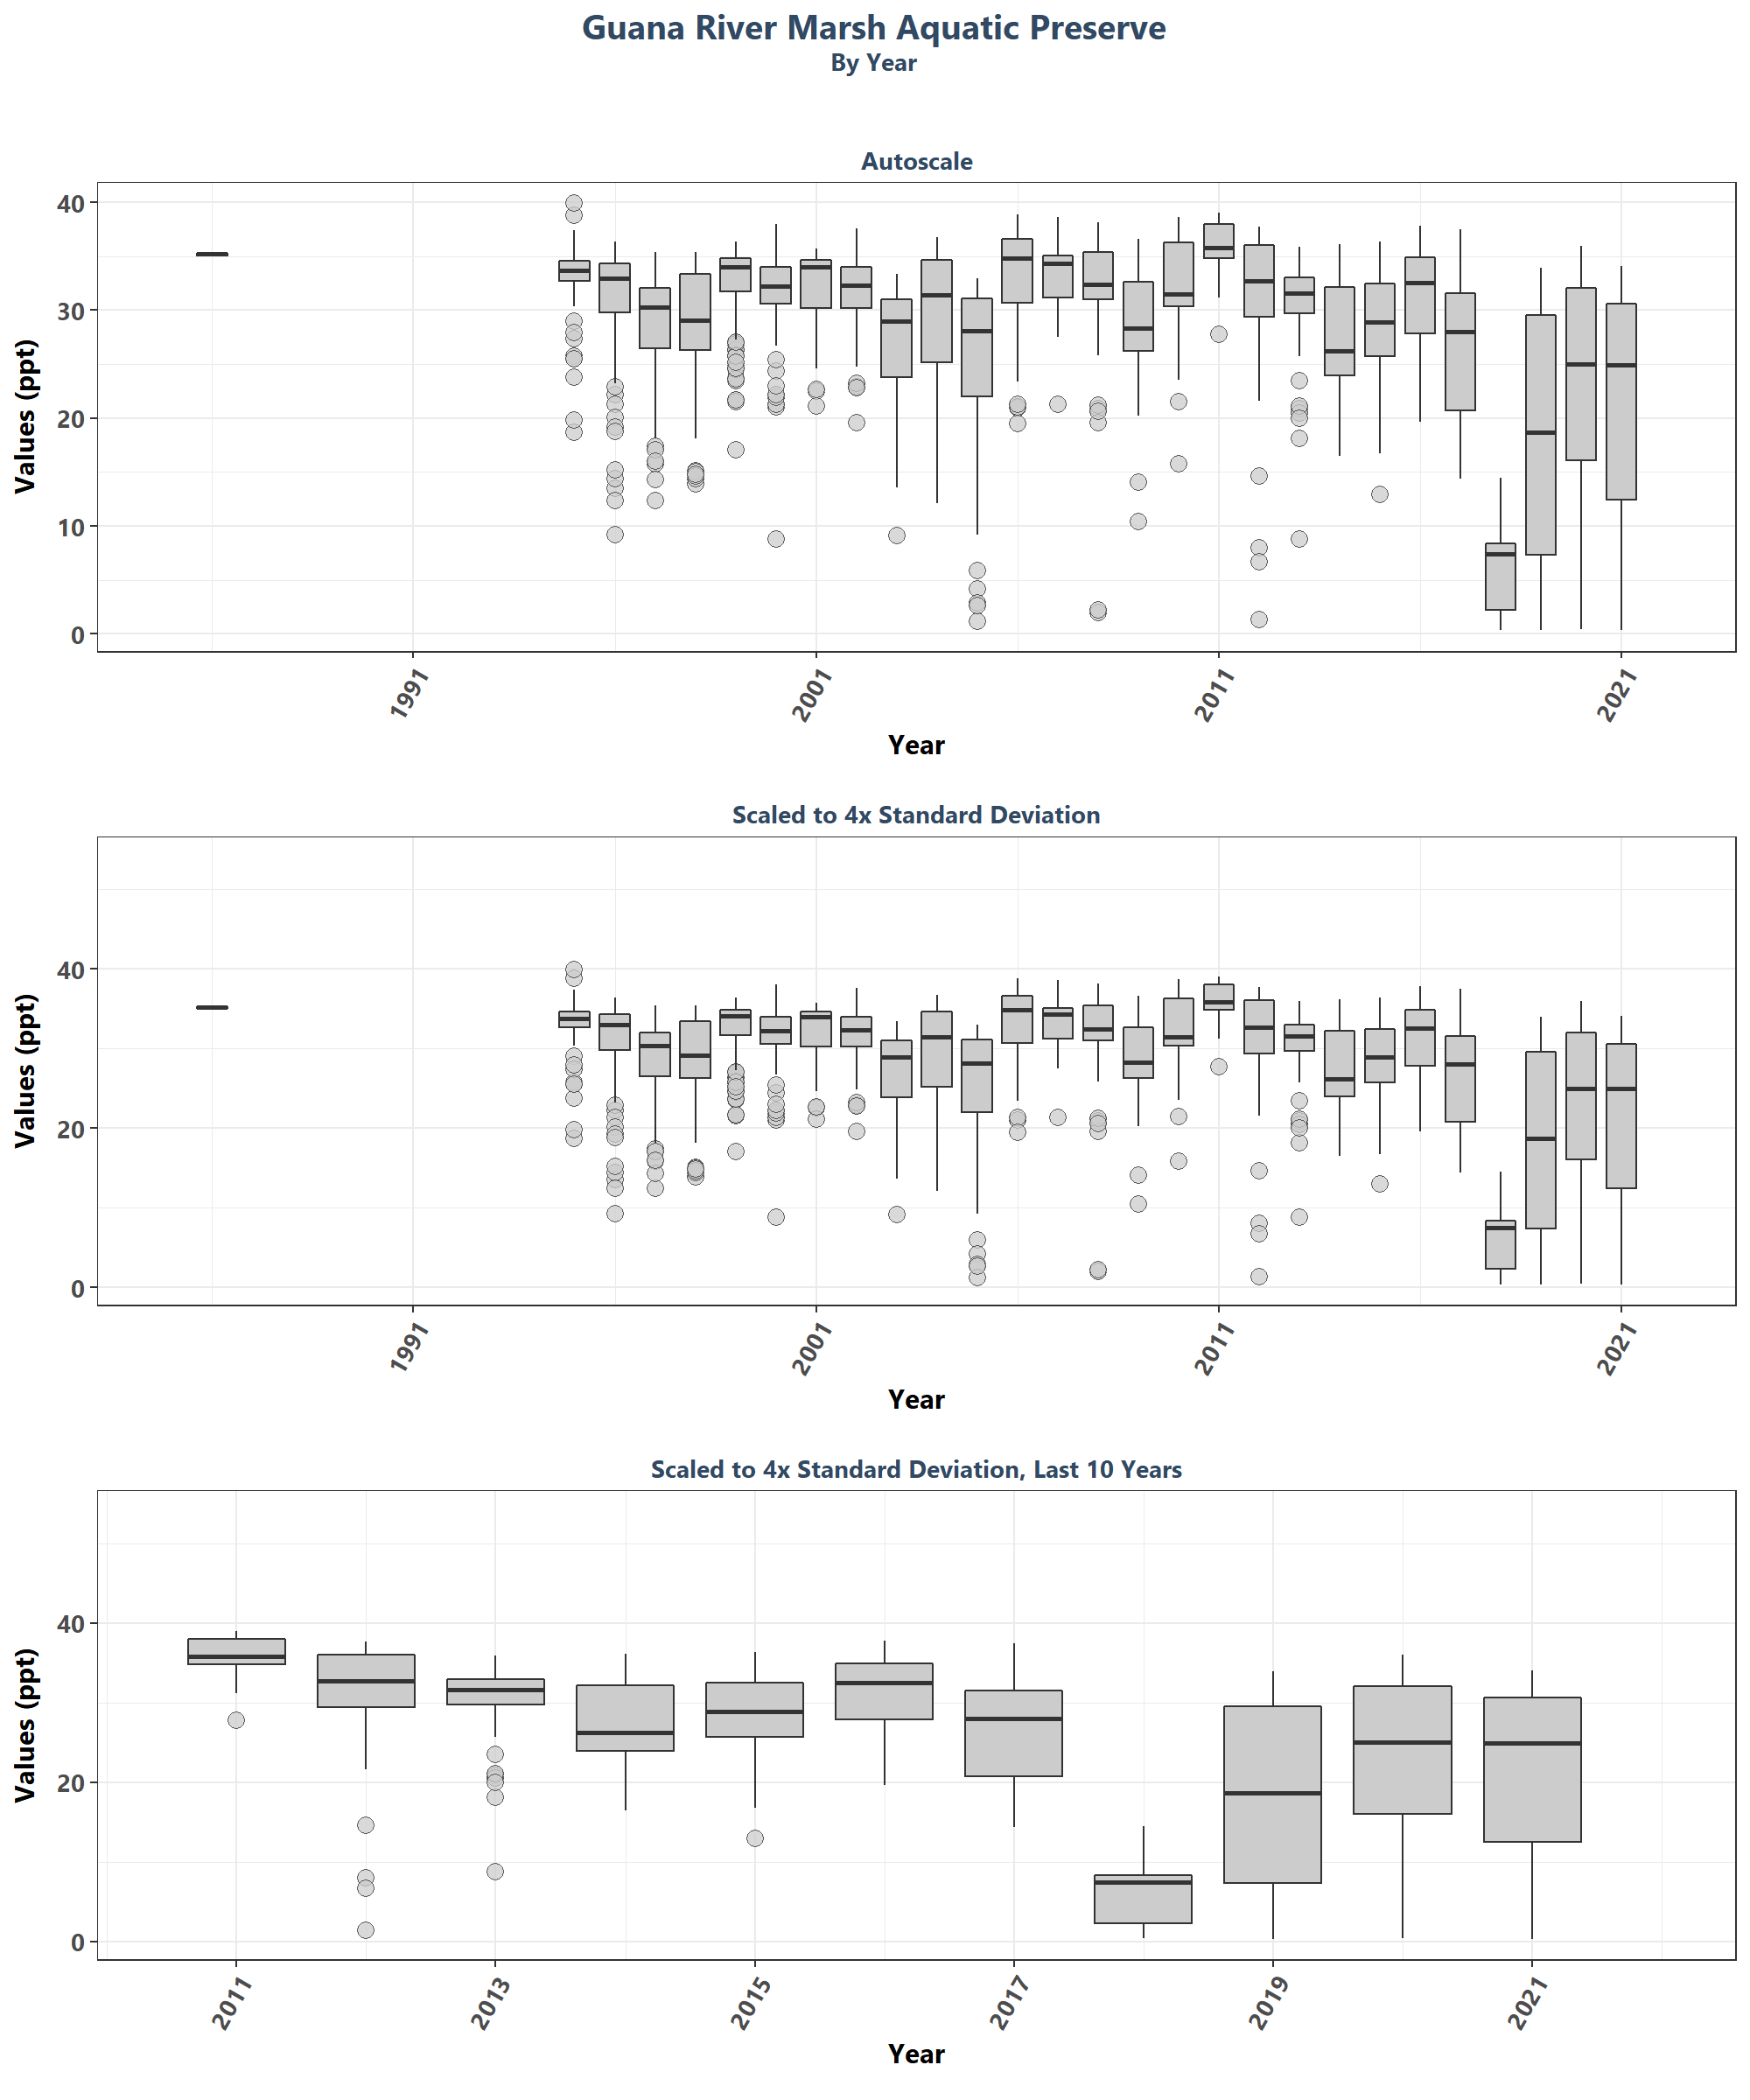 Guana River Marsh Aquatic Preserve
By Year
Autoscale
Values (ppt)
40
30
20
10
0
1991 2001 2011 2021
Year
Scaled to 4x Standard Deviation
Values (ppt)
40
20
0
1991 2001 2011 2021
Year
Scaled to 4x Standard Deviation, Last 10 Years
Values (ppt)
40
20
0
2011 2013 2015 2017 2019 2021
Year